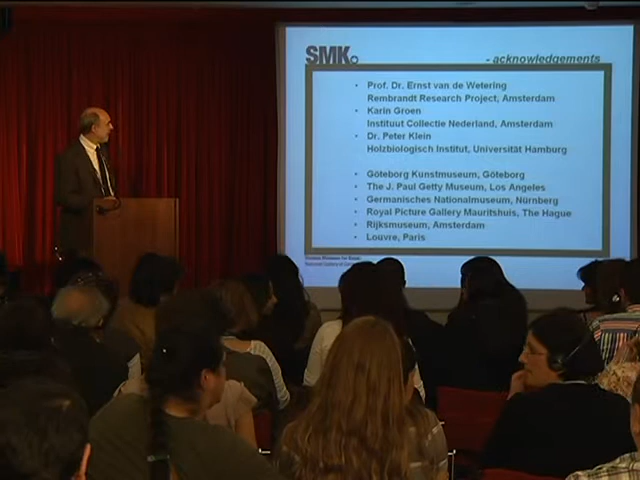 SMK
- acknowledgements
• Prof. Dr. Ernst van de Wetering
Rembrandt Research Project, Amsterdam
• Karin Groen
Instituut Collectie Nederland, Amsterdam
• Dr. Peter Klein
Holzbiologisch Institut, Universität Hamburg
• Göteborg Kunstmuseum, Göteborg
• The J. Paul Getty Museum, Los Angeles
• Germanisches Nationalmuseum, Nürnberg
• Royal Picture Gallery Mauritshuis, The Hague
• Rijksmuseum, Amsterdam
• Louvre, Paris